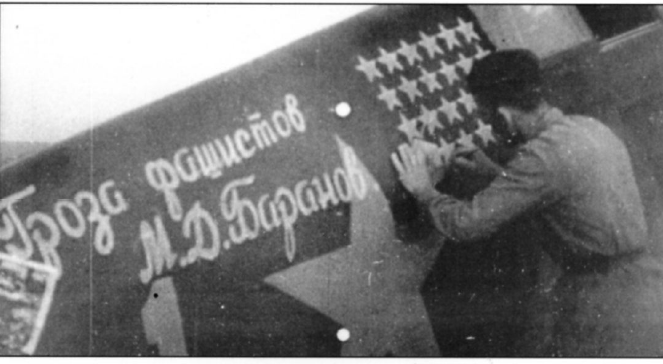 Гроза фашистов
М.Д.Баранов